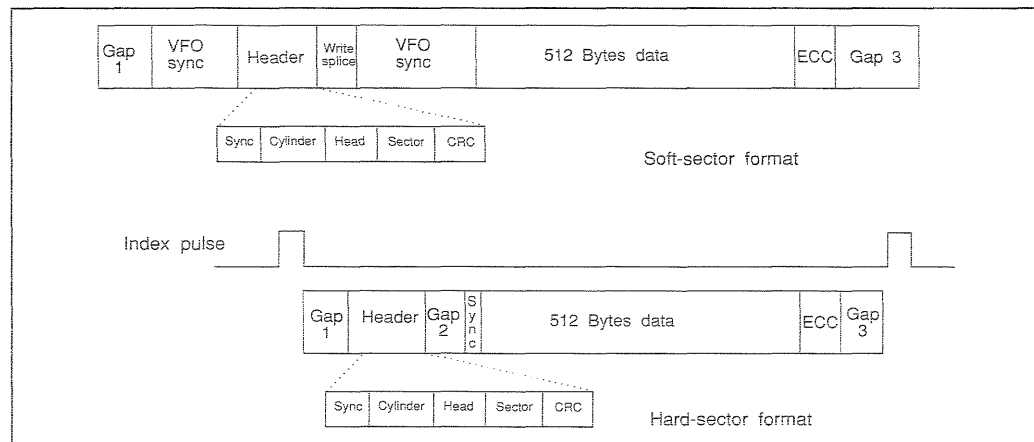 Gap 1 VFO sync Header Write splice VFO sync 512 Bytes data ECC Gap 3
Sync Cylinder Head Sector CRC
Soft-sector format
Index pulse
Gap 1 Header Gap 2 Sync 512 Bytes data ECC Gap 3
Sync Cylinder Head Sector CRC
Hard-sector format